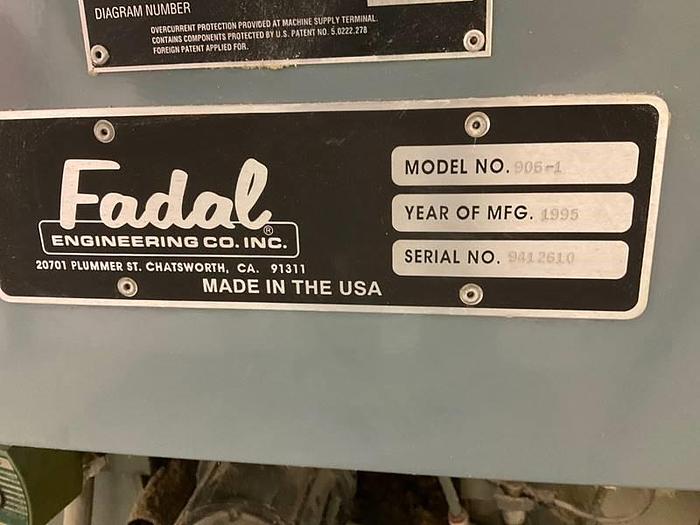 DIAGRAM NUMBER
OVERCURRENT PROTECTION PROVIDED AT MACHINE SUPPLY TERMINAL.
CONTAINS COMPONENTS PROTECTED BY U.S. PATENT NO. 5,0222,278
FOREIGN PATENT APPLIED FOR.
Fadal®
ENGINEERING CO. INC.
20701 PLUMMER ST. CHATSWORTH, CA. 91311
MADE IN THE USA
MODEL NO. 906-1
YEAR OF MFG. 1995
SERIAL NO. 9412610